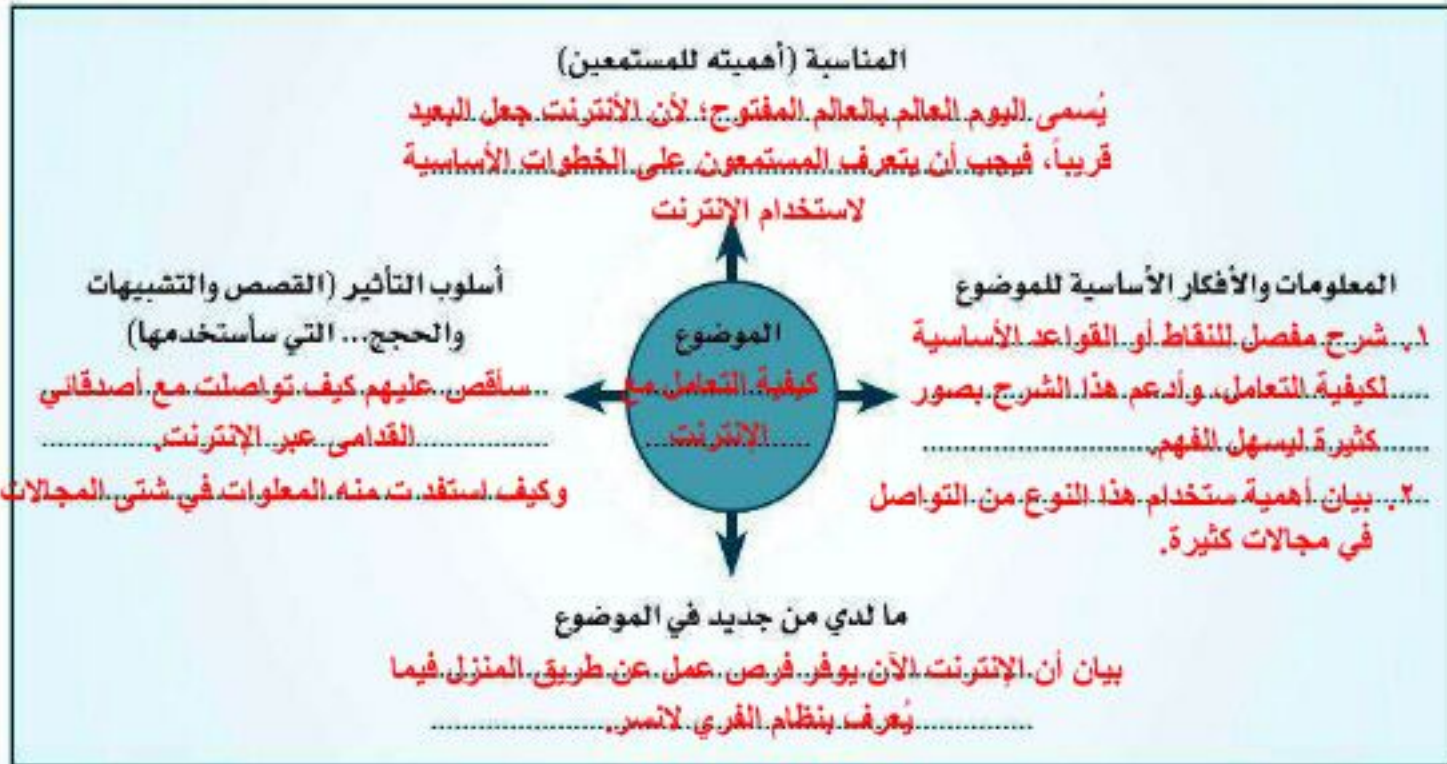 المناسبة (أهميته للمستمعين)
يُسمى اليوم العالم بالعالم المفتوح؛ لأن الأنترنت جعل البعيد
قريباً، فيجب أن يتعرف المستمعون على الخطوات الأساسية
لاستخدام الإنترنت
المعلومات والأفكار الأساسية للموضوع
١. شرح مفصل للنقاط أو القواعد الأساسية
لكيفية التعامل، وأدعم هذا الشرح بصور
كثيرة ليسهل الفهم.
٢. بيان أهمية ستخدام هذا النوع من التواصل
في مجالات كثيرة.
الموضوع
كيفية التعامل مع
الإنترنت
أسلوب التأثير (القصص والتشبيهات
والحجج... التي سأستخدمها)
سأقص عليهم كيف تواصلت مع أصدقائي
القدامى عبر الإنترنت.
وكيف استفدت منه المعلوات في شتى المجالات
ما لدي من جديد في الموضوع
بيان أن الإنترنت الآن يوفر فرص عمل عن طريق المنزل فيما
يُعرف بنظام الفري لانسر.